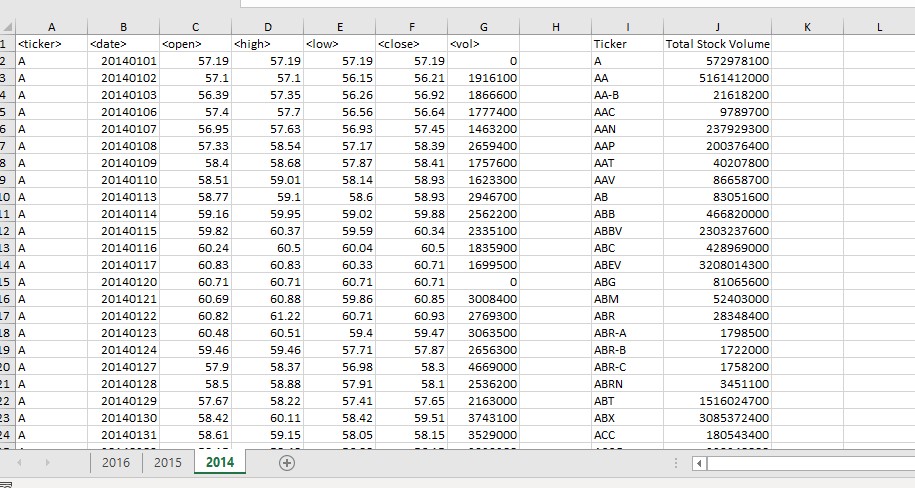 A B C D E F G H I J K L
1 <ticker> <date> <open> <high> <low> <close> <vol> Ticker Total Stock Volume
2 A 20140101 57.19 57.19 57.19 57.19 0 A 572978100
3 A 20140102 57.1 57.1 56.15 56.21 1916100 AA 5161412000
4 A 20140103 56.39 57.35 56.26 56.92 1866600 AA-B 21618200
5 A 20140106 57.4 57.7 56.56 56.64 1777400 AAC 9789700
6 A 20140107 56.95 57.63 56.93 57.45 1463200 AAN 237929300
7 A 20140108 57.33 58.54 57.17 58.39 2659400 AAP 200376400
8 A 20140109 58.4 58.68 57.87 58.41 1757600 AAT 40207800
9 A 20140110 58.51 59.01 58.14 58.93 1623300 AAV 86658700
10 A 20140113 58.77 59.1 58.6 58.93 2946700 AB 83051600
11 A 20140114 59.16 59.95 59.02 59.88 2562200 ABB 466820000
12 A 20140115 59.82 60.37 59.59 60.34 2335100 ABBV 2303237600
13 A 20140116 60.24 60.5 60.04 60.5 1835900 ABC 428969000
14 A 20140117 60.83 60.83 60.33 60.71 1699500 ABEV 3208014300
15 A 20140120 60.71 60.71 60.71 60.71 0 ABG 81065600
16 A 20140121 60.69 60.88 59.86 60.85 3008400 ABM 52403000
17 A 20140122 60.82 61.22 60.71 60.93 2769300 ABR 28348400
18 A 20140123 60.48 60.51 59.4 59.47 3063500 ABR-A 1798500
19 A 20140124 59.46 59.46 57.71 57.87 2656300 ABR-B 1722000
20 A 20140127 57.9 58.37 56.98 58.3 4669000 ABR-C 1758200
21 A 20140128 58.5 58.88 57.91 58.1 2536200 ABRN 3451100
22 A 20140129 57.67 58.22 57.41 57.65 2163000 ABT 1516024700
23 A 20140130 58.42 60.11 58.42 59.51 3743100 ABX 3085372400
24 A 20140131 58.61 59.15 58.05 58.15 3529000 ACC 180543400
2016 2015 2014